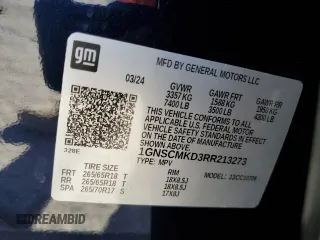 gm
MFD BY GENERAL MOTORS LLC
03/24 GVWR GAWR FRT GAWR RR
3357 KG 1588 KG 1951 KG
7400 LB 3500 LB 4300 LB
THIS VEHICLE CONFORMS TO ALL APPLICABLE
U.S. FEDERAL MOTOR VEHICLE SAFETY
STANDARDS IN EFFECT ON THE DATE OF
MANUFACTURE SHOWN ABOVE.
1GNSCMKD3RR213273
TYPE: MPV
TIRE SIZE RIM
FRT 265/65R18 T 18X8.5J
RR 265/65R18 T 18X8.5J
SPA 265/70R17 S 17X8J